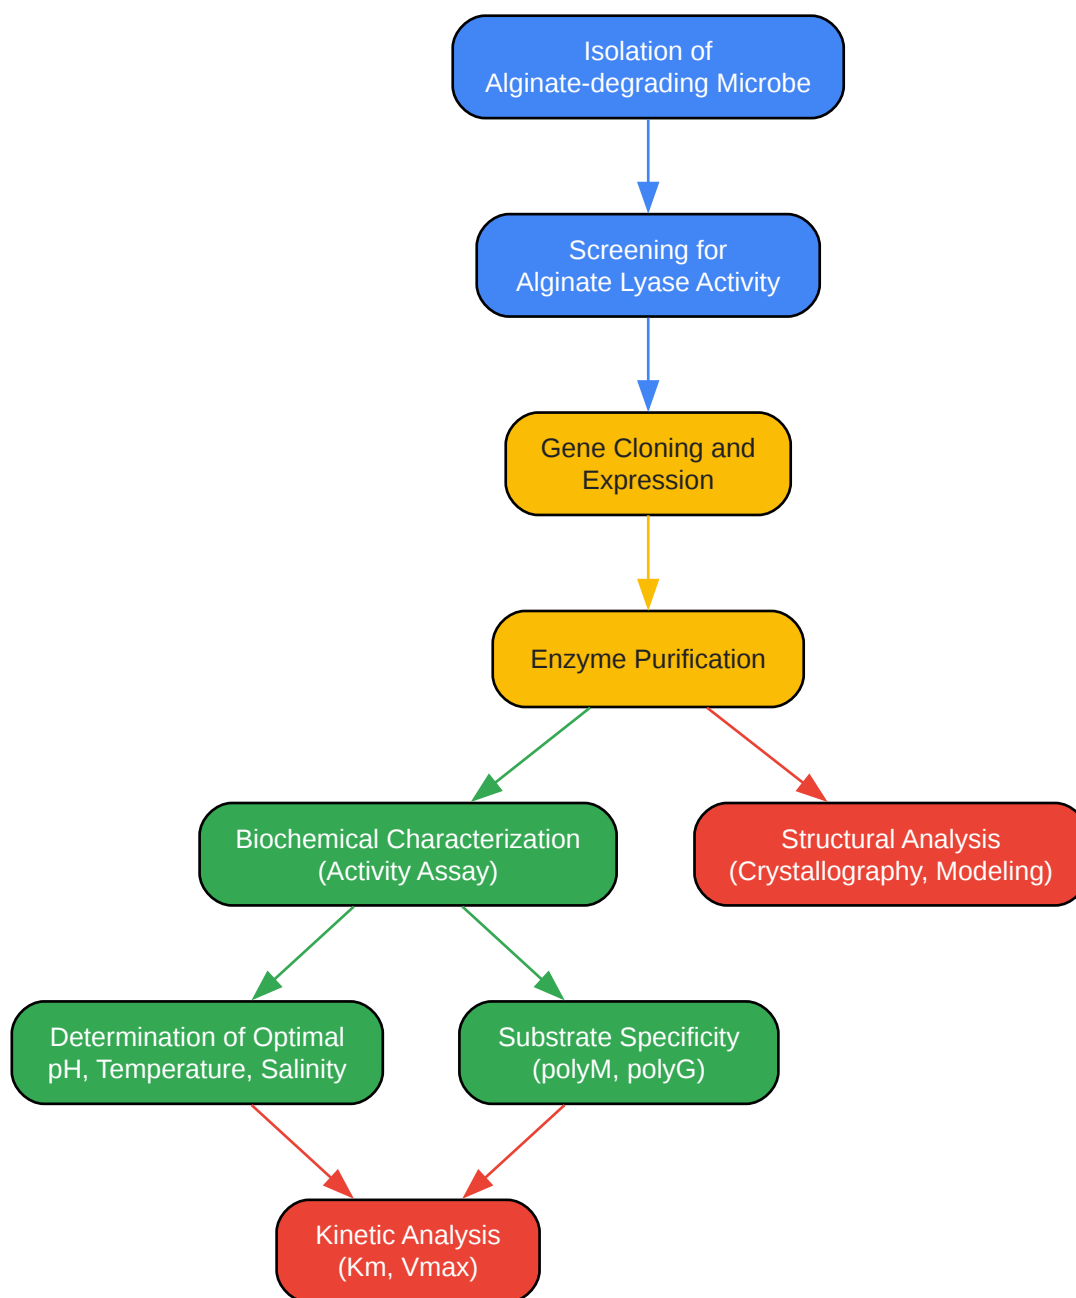 Isolation of
Alginate-degrading Microbe
Screening for
Alginate Lyase Activity
Gene Cloning and
Expression
Enzyme Purification
Biochemical Characterization
(Activity Assay)
Structural Analysis
(Crystallography, Modeling)
Determination of Optimal
pH, Temperature, Salinity
Substrate Specificity
(polyM, polyG)
Kinetic Analysis
(Km, Vmax)